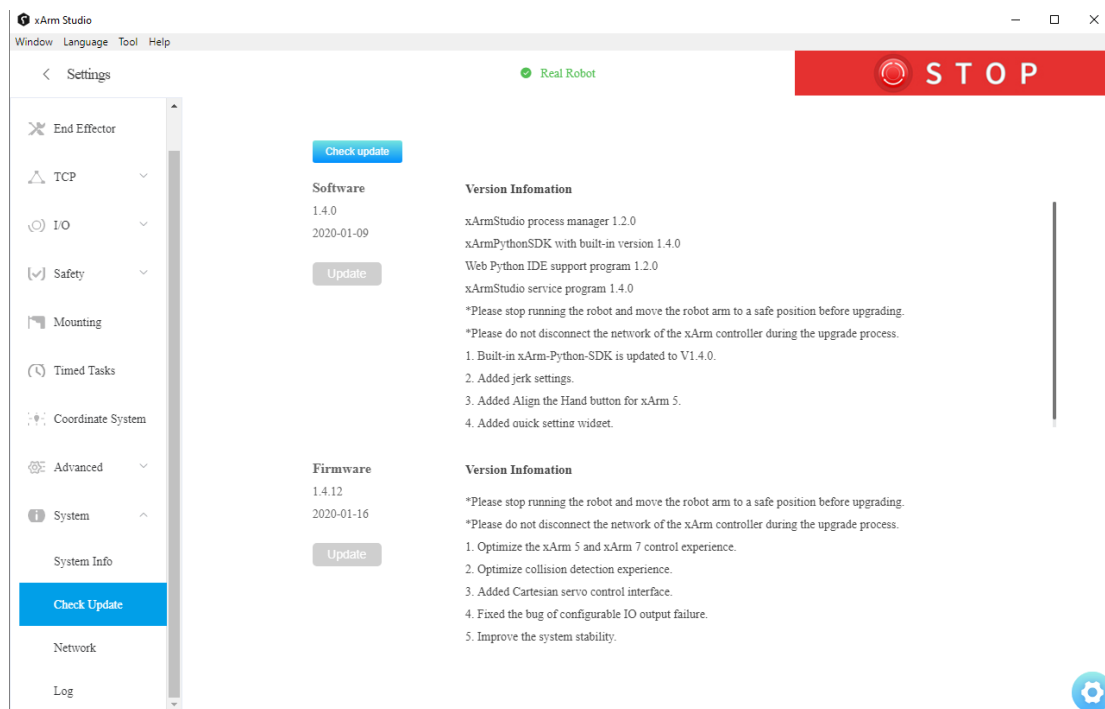 xArm Studio
Window Language Tool Help
Settings
Real Robot
STOP
End Effector
TCP
I/O
Safety
Mounting
Timed Tasks
Coordinate System
Advanced
System
System Info
Check Update
Network
Log
Check update
Software
1.4.0
2020-01-09
Update
Version Infomation
xArmStudio process manager 1.2.0
xArmPythonSDK with built-in version 1.4.0
Web Python IDE support program 1.2.0
xArmStudio service program 1.4.0
*Please stop running the robot and move the robot arm to a safe position before upgrading.
*Please do not disconnect the network of the xArm controller during the upgrade process.
1. Built-in xArm-Python-SDK is updated to V1.4.0.
2. Added jerk settings.
3. Added Align the Hand button for xArm 5.
4. Added quick setting widget.
Firmware
1.4.12
2020-01-16
Update
Version Infomation
*Please stop running the robot and move the robot arm to a safe position before upgrading.
*Please do not disconnect the network of the xArm controller during the upgrade process.
1. Optimize the xArm 5 and xArm 7 control experience.
2. Optimize collision detection experience.
3. Added Cartesian servo control interface.
4. Fixed the bug of configurable IO output failure.
5. Improve the system stability.